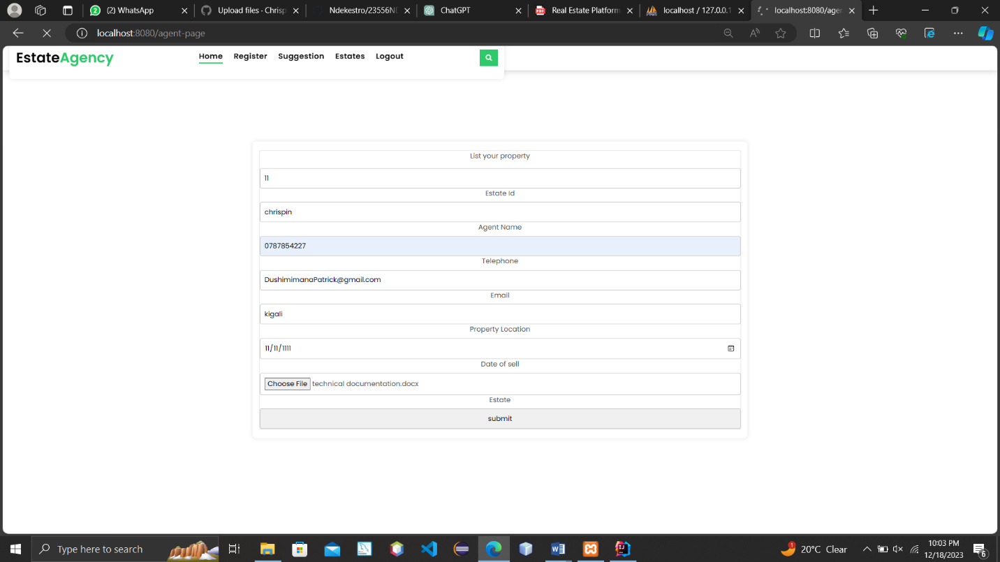 (2) WhatsApp
Upload files · Chrisp
Ndekestro/23556NI
ChatGPT
Real Estate Platform
localhost / 127.0.0.1
localhost:8080/agen
localhost:8080/agent-page
EstateAgency
Home
Register
Suggestion
Estates
Logout
List your property
11
Estate Id
chrispin
Agent Name
0787854227
Telephone
DushimimanaPatrick@gmail.com
Email
kigali
Property Location
11/11/1111
Date of sell
Choose File technical documentation.docx
Estate
submit
Type here to search
1
20°C Clear
10:03 PM
12/18/2023
6